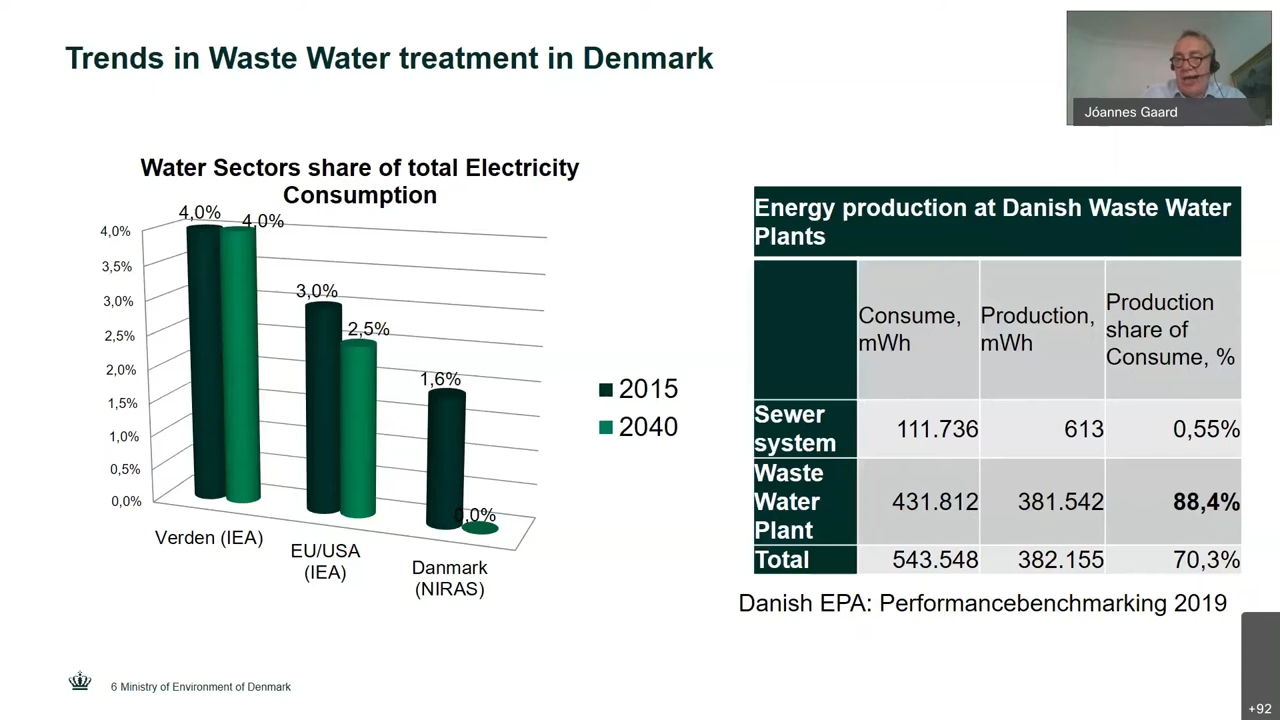 Trends in Waste Water treatment in Denmark
Jóannes Gaard
Water Sectors share of total Electricity
Consumption
4,0%
4,0%
4,0%
3,5%
3,0%
2,5%
2,0%
1,5%
1,0%
0,5%
0,0%
3,0%
2,5%
1,6%
0,0%
Verden (IEA)
EU/USA
(IEA)
Danmark
(NIRAS)
2015
2040
Energy production at Danish Waste Water
Plants
Consume,
mWh
Production,
mWh
Production
share of
Consume, %
Sewer
system
111.736
613
0,55%
Waste
Water
Plant
431.812
381.542
88,4%
Total
543.548
382.155
70,3%
Danish EPA: Performancebenchmarking 2019
6 Ministry of Environment of Denmark
+92